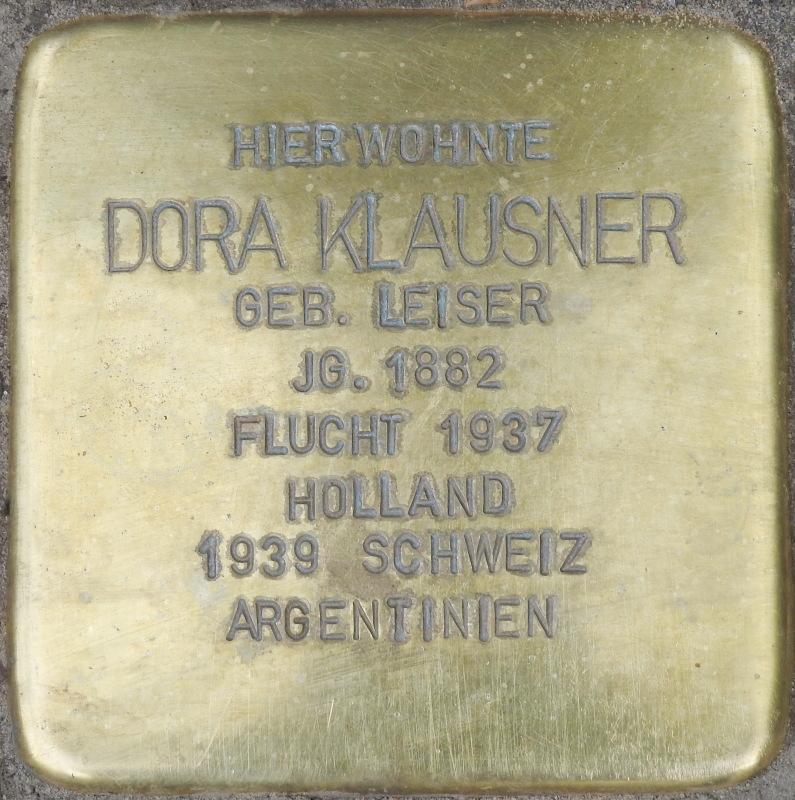 HIER WOHNTE
DORA KLAUSNER
GEB. LEISER
JG. 1882
FLUCHT 1937
HOLLAND
1939 SCHWEIZ
ARGENTINIEN